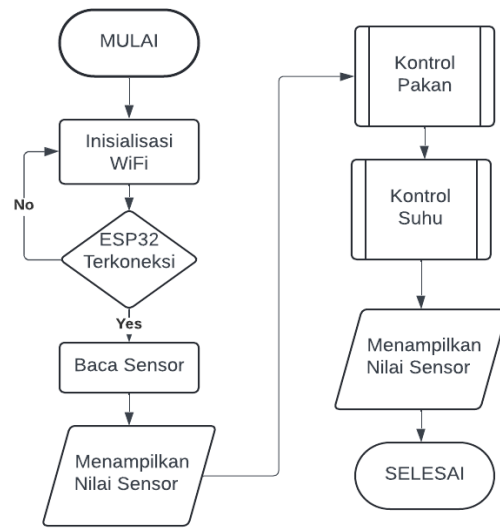 MULAI
Inisialisasi
WiFi
No
ESP32
Terkoneksi
Yes
Baca Sensor
Menampilkan
Nilai Sensor
Kontrol
Pakan
Kontrol
Suhu
Menampilkan
Nilai Sensor
SELESAI